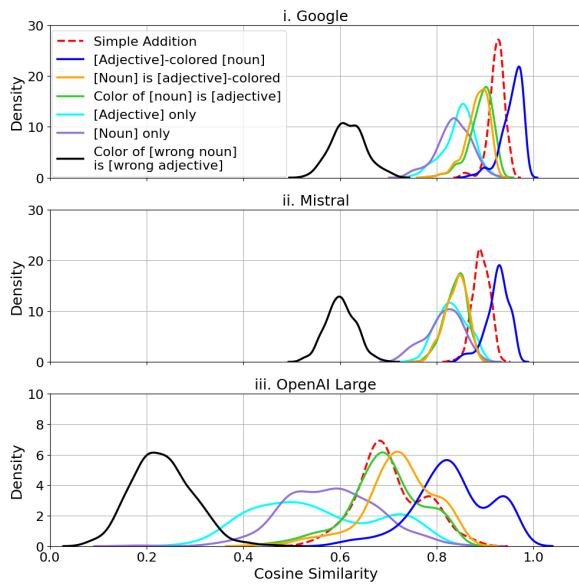 i. Google
30
20
10
0
Density
Simple Addition
[Adjective]-colored [noun]
[Noun] is [adjective]-colored
Color of [noun] is [adjective]
[Adjective] only
[Noun] only
Color of [wrong noun]
is [wrong adjective]
ii. Mistral
30
20
10
0
Density
iii. OpenAI Large
10
8
6
4
2
0
Density
0.0 0.2 0.4 0.6 0.8 1.0
Cosine Similarity